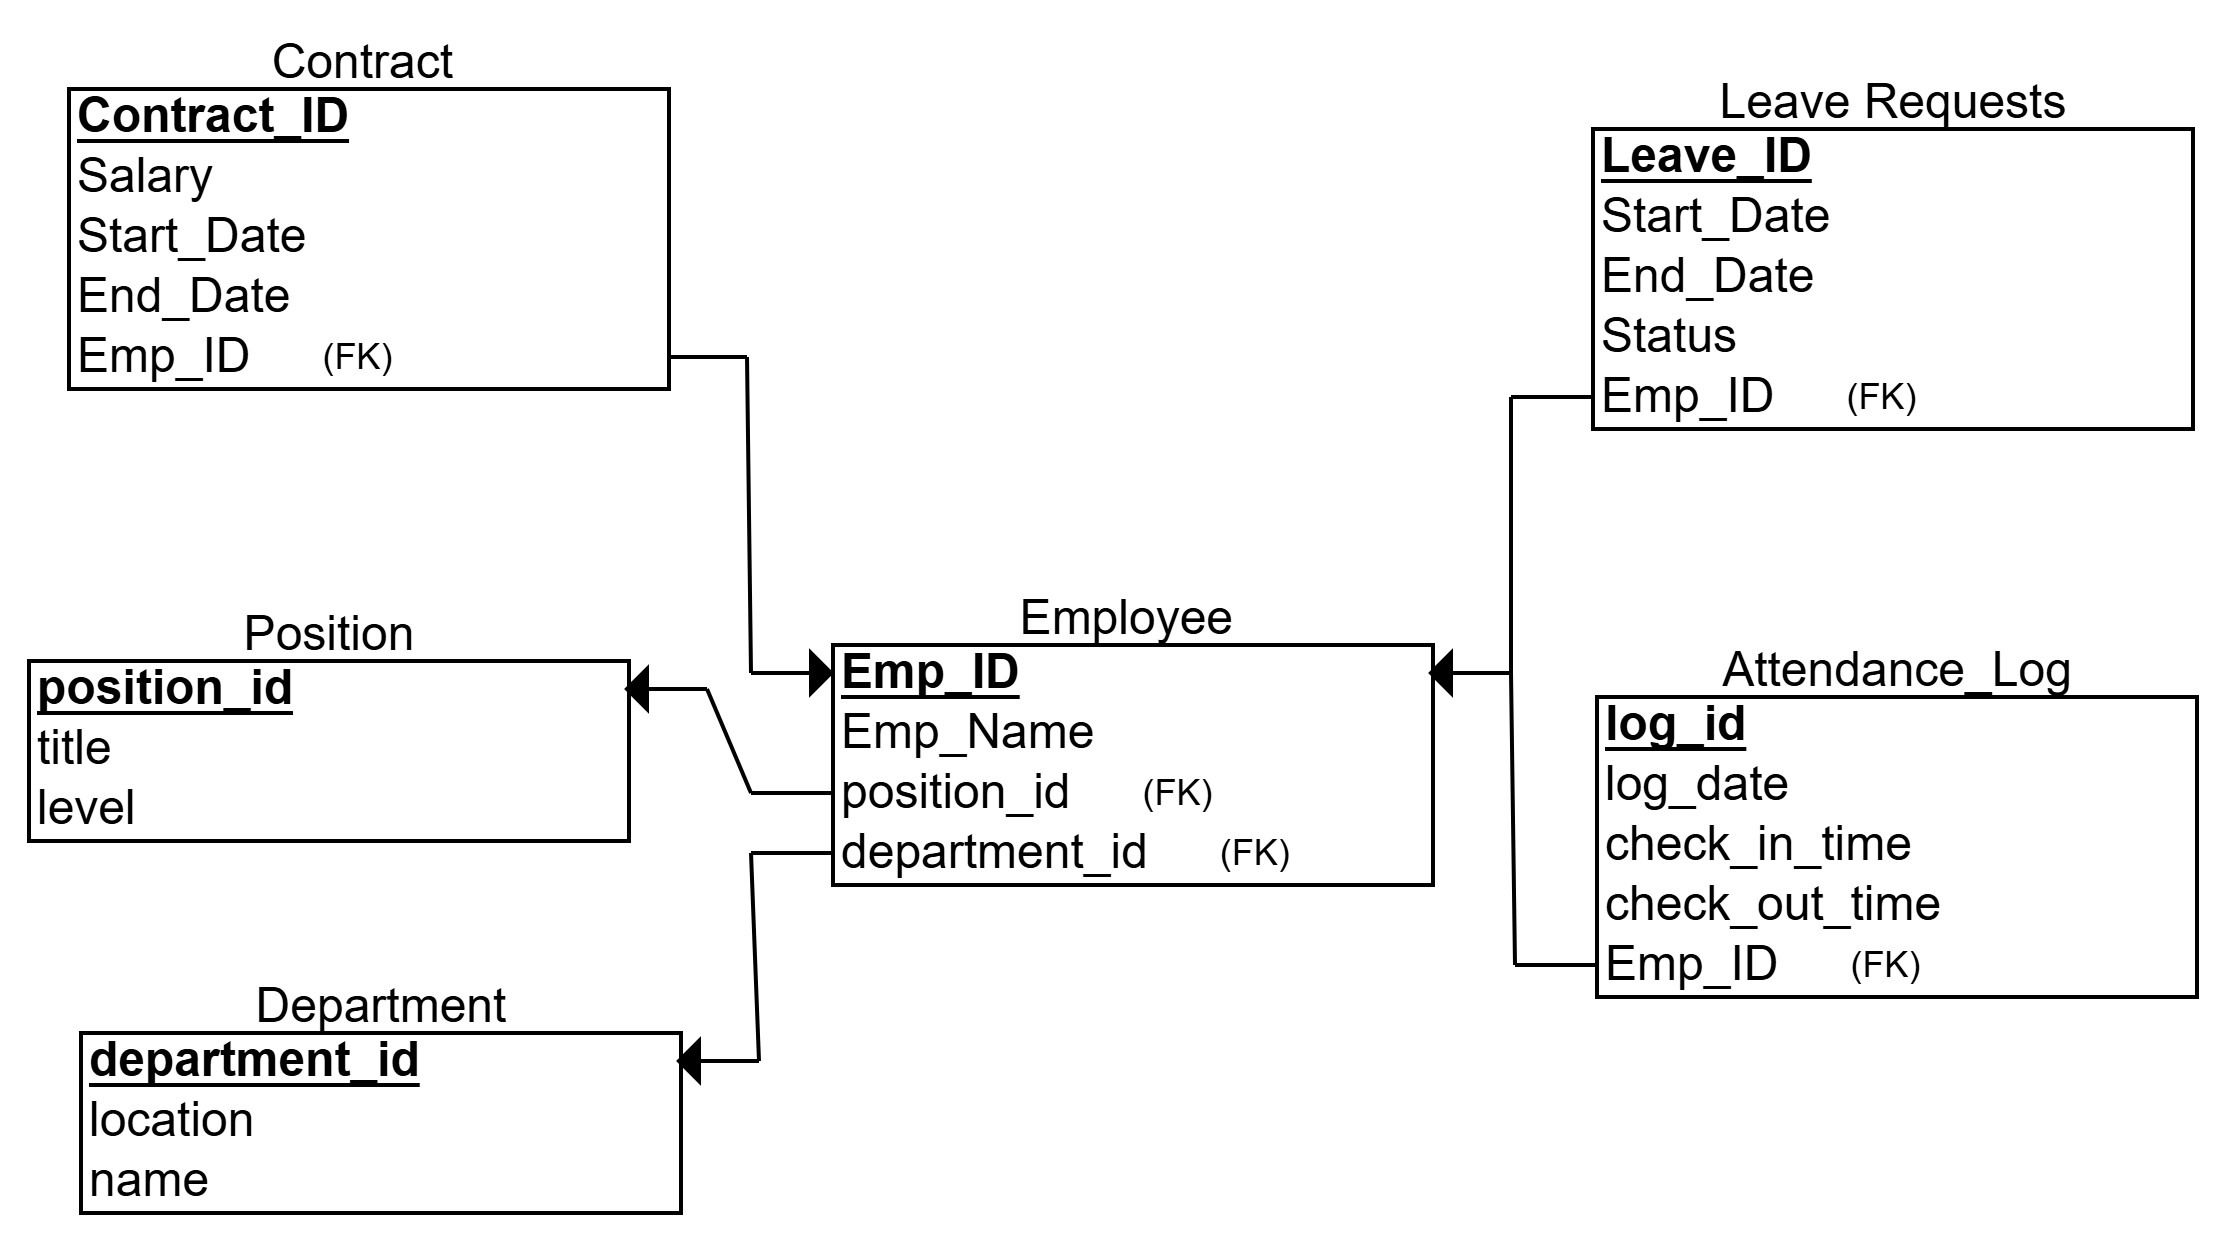 Contract
Contract_ID
Salary
Start_Date
End_Date
Emp_ID (FK)
Leave Requests
Leave_ID
Start_Date
End_Date
Status
Emp_ID (FK)
Position
position_id
title
level
Employee
Emp_ID
Emp_Name
position_id (FK)
department_id (FK)
Attendance_Log
log_id
log_date
check_in_time
check_out_time
Emp_ID (FK)
Department
department_id
location
name